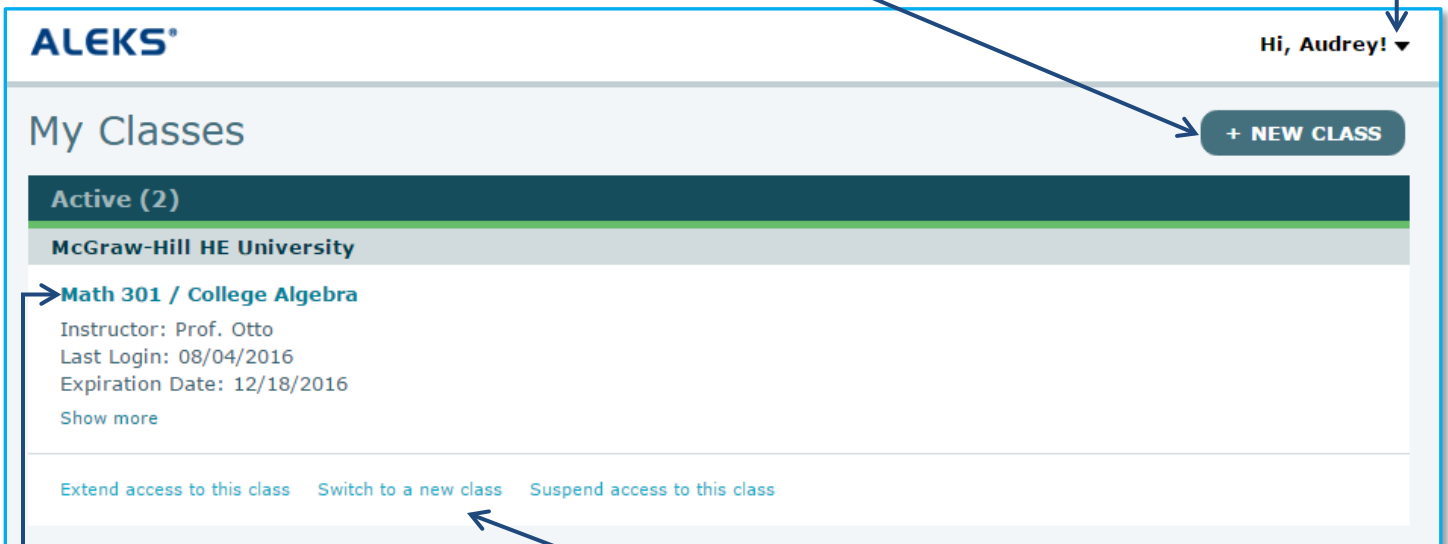 ALEKS®
Hi, Audrey!
My Classes
+ NEW CLASS
Active (2)
McGraw-Hill HE University
Math 301 / College Algebra
Instructor: Prof. Otto
Last Login: 08/04/2016
Expiration Date: 12/18/2016
Show more
Extend access to this class Switch to a new class Suspend access to this class